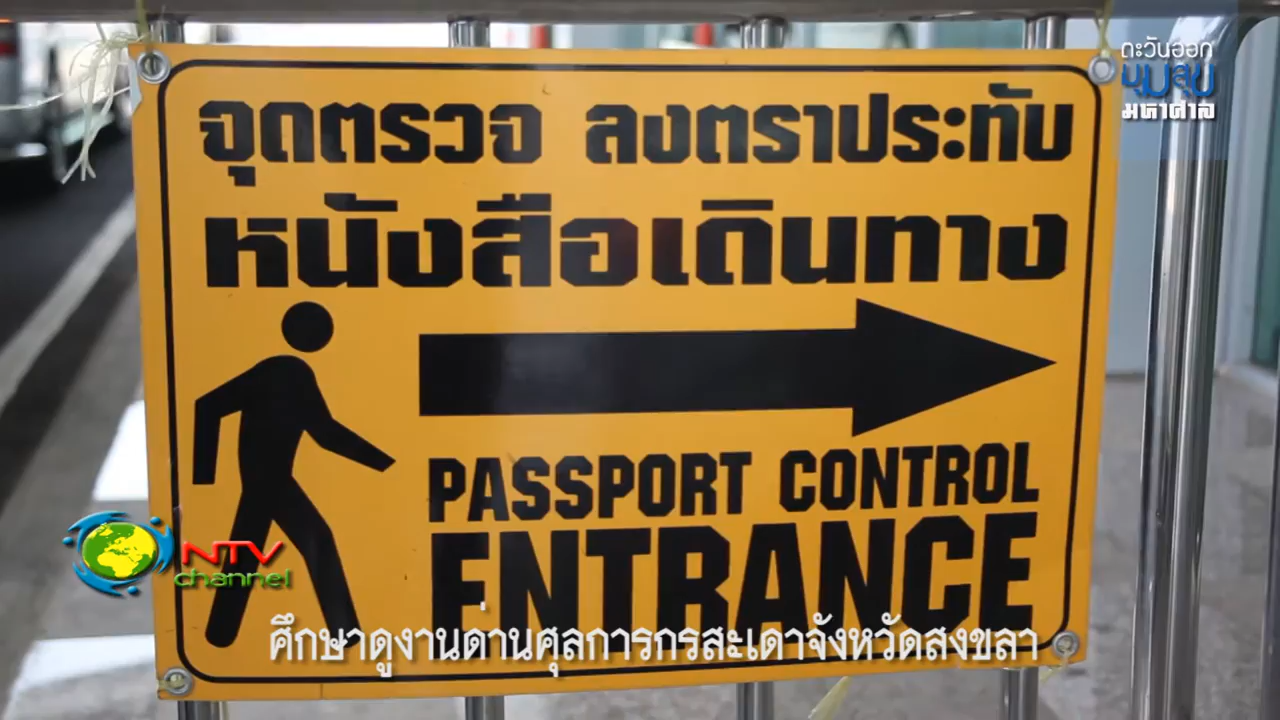 ตะวันออก
ขุมสุข
มหาศาล
จุดตรวจ ลงตราประทับ
หนังสือเดินทาง
PASSPORT CONTROL
ENTRANCE
NTV
channel
ศึกษาดูงานด่านศุลการกรสะเดาจังหวัดสงขลา